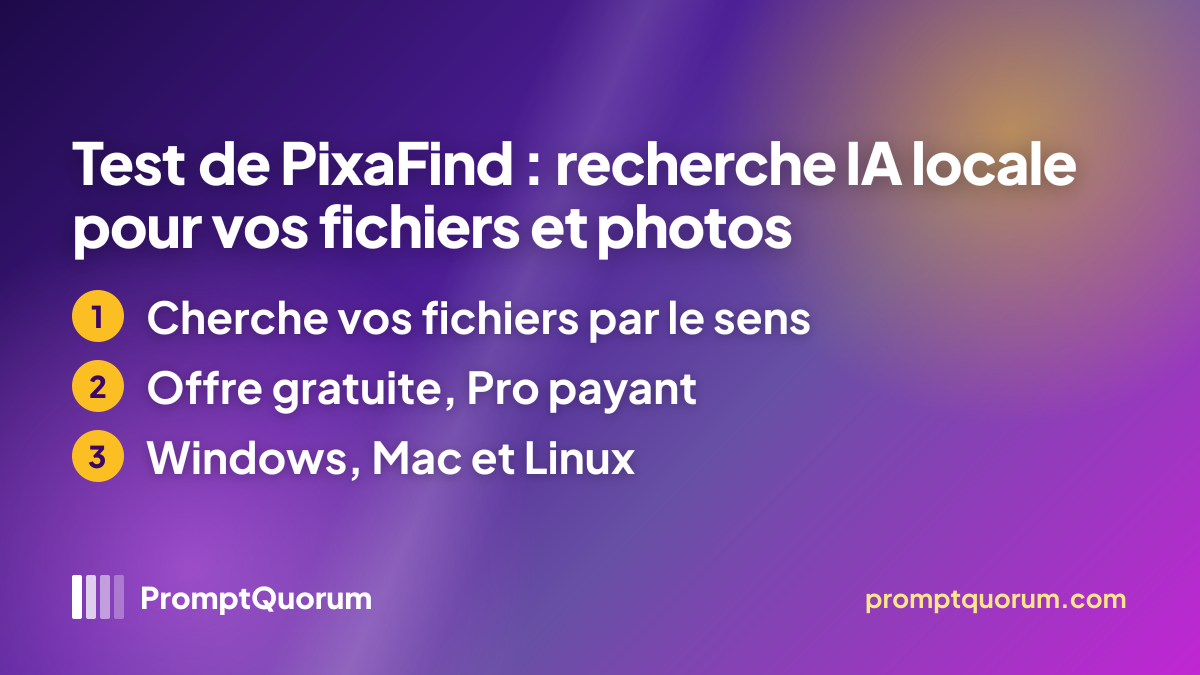 Test de PixaFind : recherche IA locale
pour vos fichiers et photos
1 Cherche vos fichiers par le sens
2 Offre gratuite, Pro payant
3 Windows, Mac et Linux
PromptQuorum
promptquorum.com